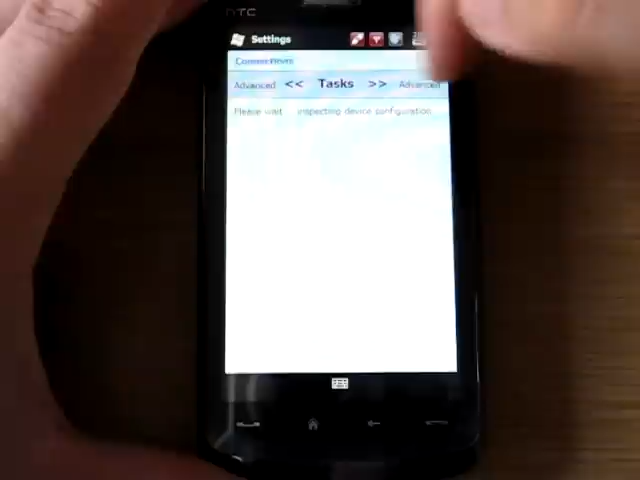 hTC
Settings
Connections
Advanced << Tasks >> Advanced
Please wait inspecting device configuration